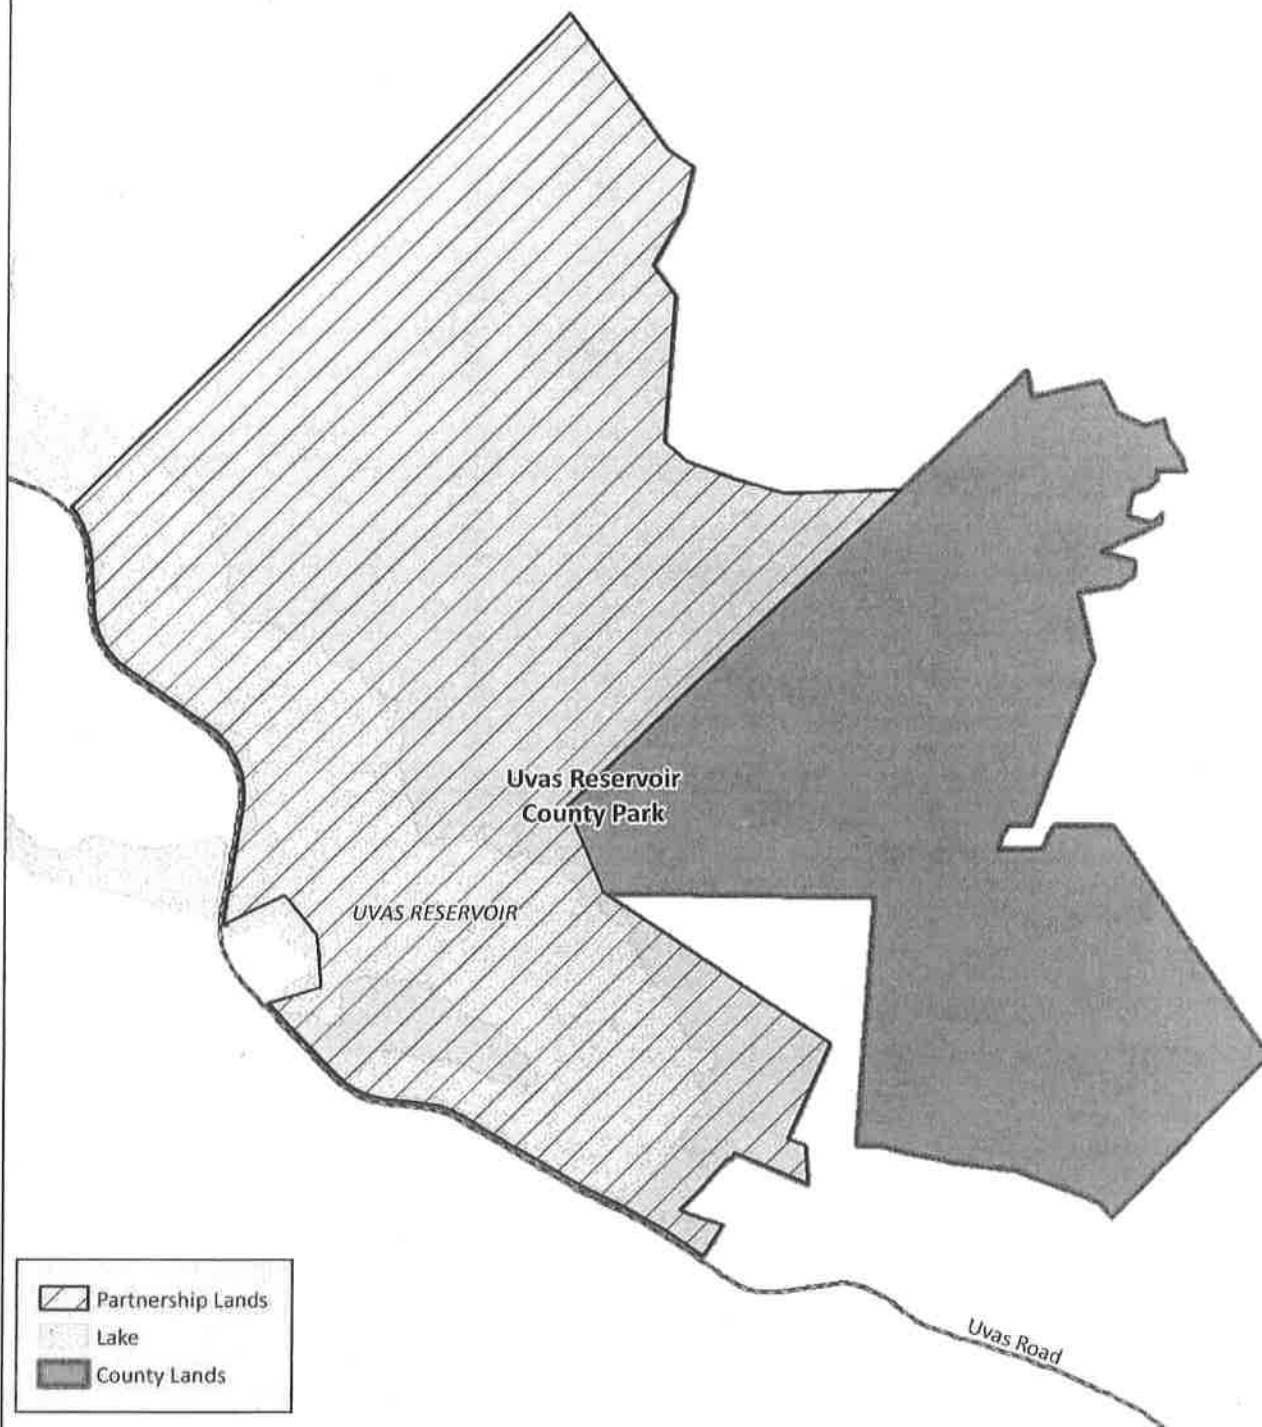 Uvas Reservoir
County Park
UVAS RESERVOIR
Uvas Road
Partnership Lands
Lake
County Lands